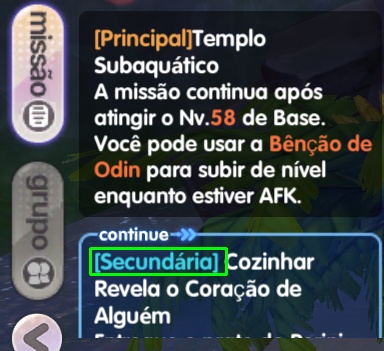 missão
grupo
[Principal]Templo
Subaquático
A missão continua após
atingir o Nv.58 de Base.
Você pode usar a Bênção de
Odin para subir de nível
enquanto estiver AFK.
continue
[Secundária] Cozinhar
Revela o Coração de
Alguém